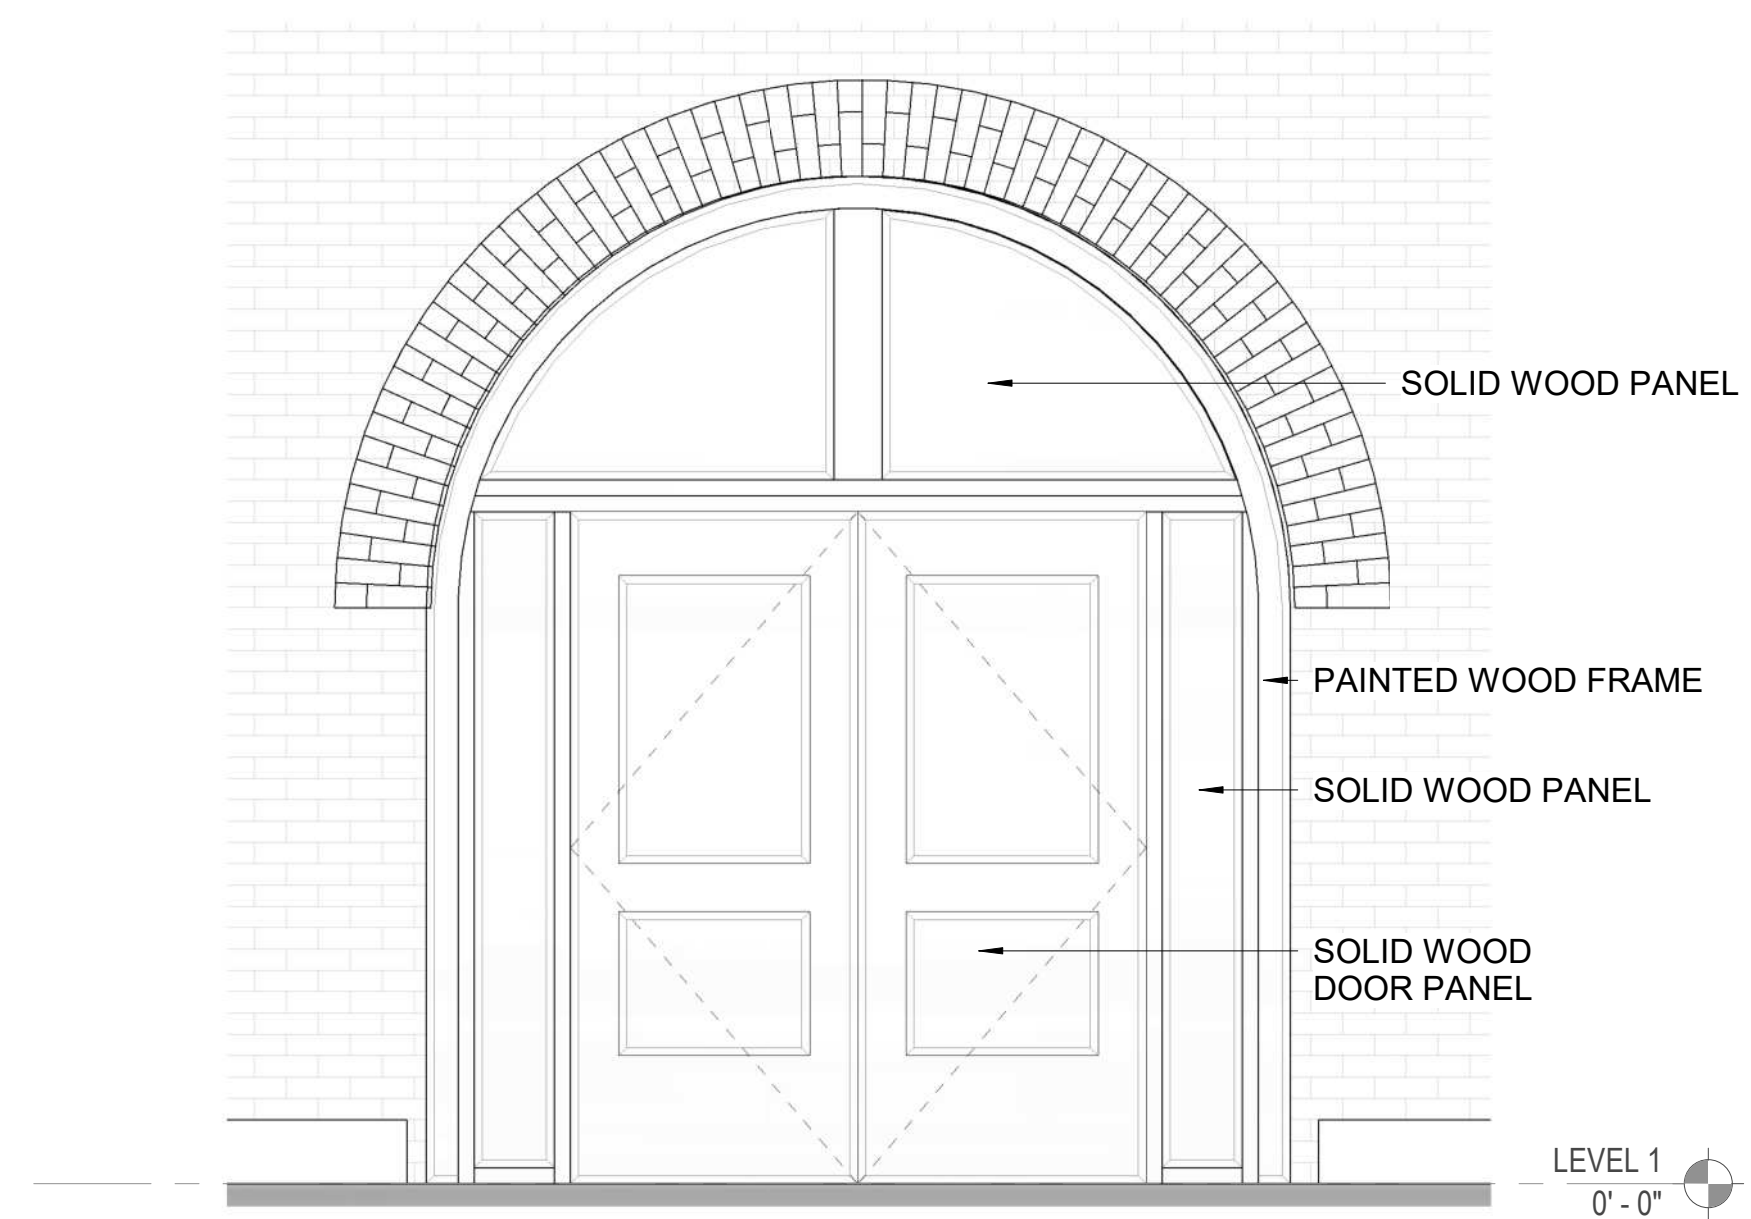 SOLID WOOD PANEL
PAINTED WOOD FRAME
SOLID WOOD PANEL
SOLID WOOD
DOOR PANEL
LEVEL 1
0' - 0"